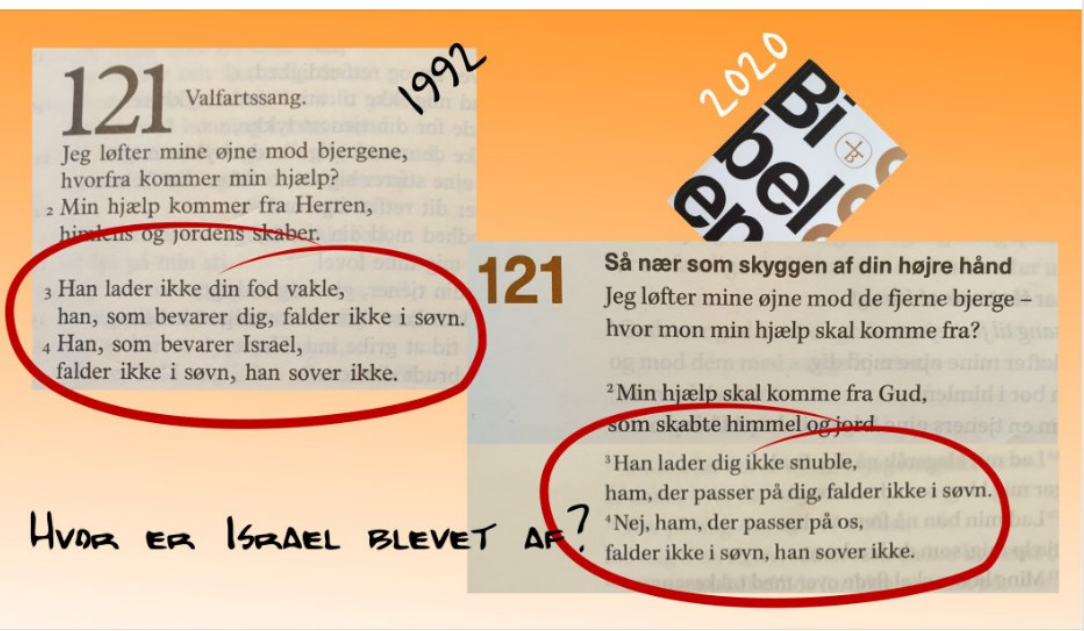 1992
121 Valfartssang.
Jeg løfter mine øjne mod bjergene,
hvorfra kommer min hjælp?
2 Min hjælp kommer fra Herren,
himlens og jordens skaber.
3 Han lader ikke din fod vakle,
han, som bevarer dig, falder ikke i søvn.
4 Han, som bevarer Israel,
falder ikke i søvn, han sover ikke.
2020
Bi
bel
en
121 Så nær som skyggen af din højre hånd
Jeg løfter mine øjne mod de fjerne bjerge –
hvor mon min hjælp skal komme fra?
2 Min hjælp skal komme fra Gud,
som skabte himmel og jord.
3 Han lader dig ikke snuble,
ham, der passer på dig, falder ikke i søvn.
4 Nej, ham, der passer på os,
falder ikke i søvn, han sover ikke.
Hvor er Israel blevet af?